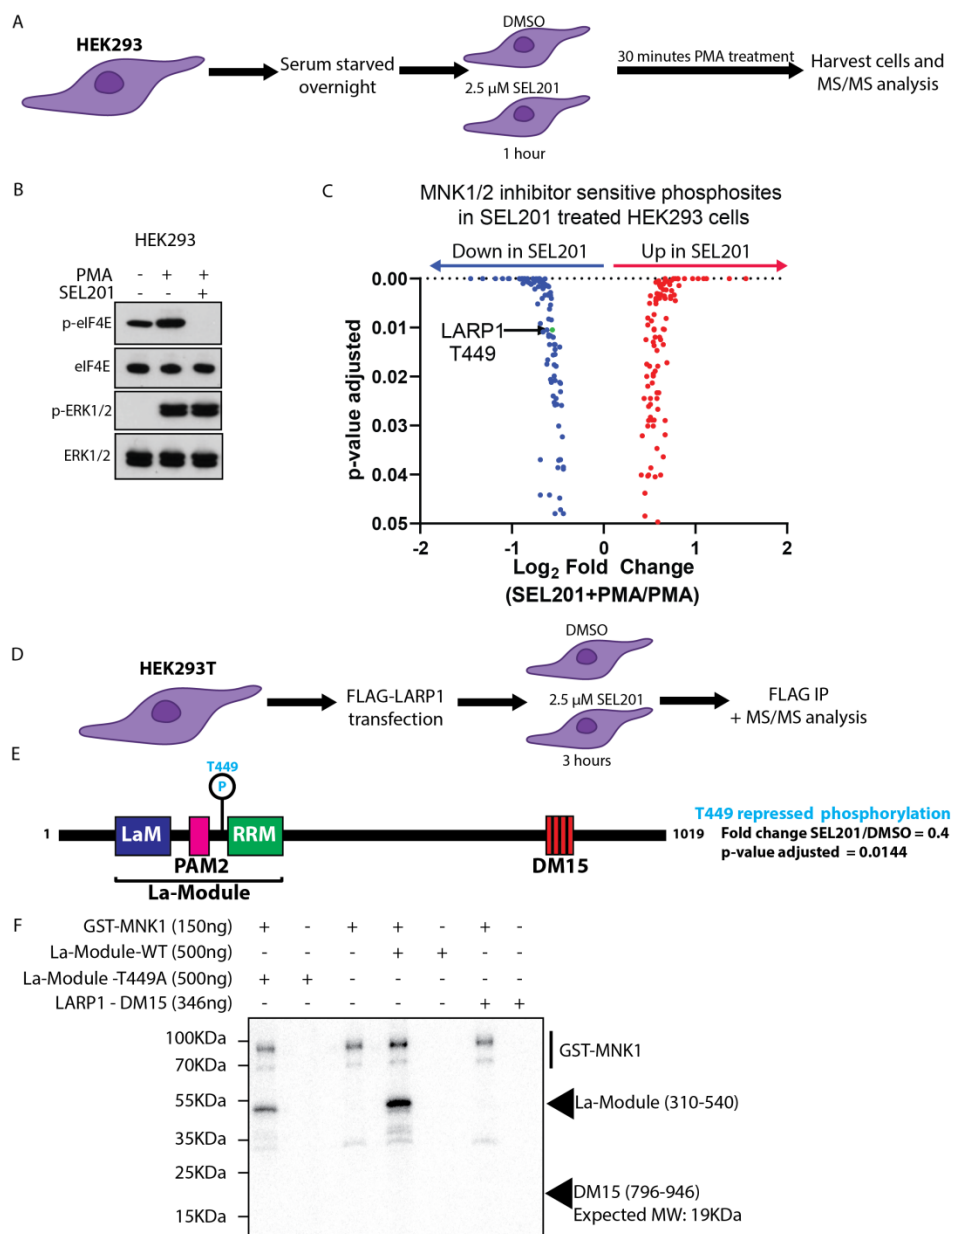 A
HEK293
Serum starved
overnight
DMSO
2.5 µM SEL201
1 hour
30 minutes PMA treatment
Harvest cells and
MS/MS analysis
B
HEK293
PMA - + +
SEL201 - - +
p-eIF4E
eIF4E
p-ERK1/2
ERK1/2
C
MNK1/2 inhibitor sensitive phosphosites
in SEL201 treated HEK293 cells
Down in SEL201 Up in SEL201
0.00
0.01
0.02
0.03
0.04
0.05
p-value adjusted
LARP1
T449
-2 -1 0 1 2
Log2 Fold Change
(SEL201+PMA/PMA)
D
HEK293T
FLAG-LARP1
transfection
DMSO
2.5 µM SEL201
3 hours
FLAG IP
+ MS/MS analysis
E
T449
P
1 LaM RRM 1019
PAM2 DM15
La-Module
T449 repressed phosphorylation
Fold change SEL201/DMSO = 0.4
p-value adjusted = 0.0144
F
GST-MNK1 (150ng) + - + + - + -
La-Module-WT (500ng) - - - + + - -
La-Module -T449A (500ng) + + - - - - -
LARP1 - DM15 (346ng) - - - - - + +
100KDa
70KDa
55KDa
35KDa
25KDa
15KDa
GST-MNK1
La-Module (310-540)
DM15 (796-946)
Expected MW: 19KDa